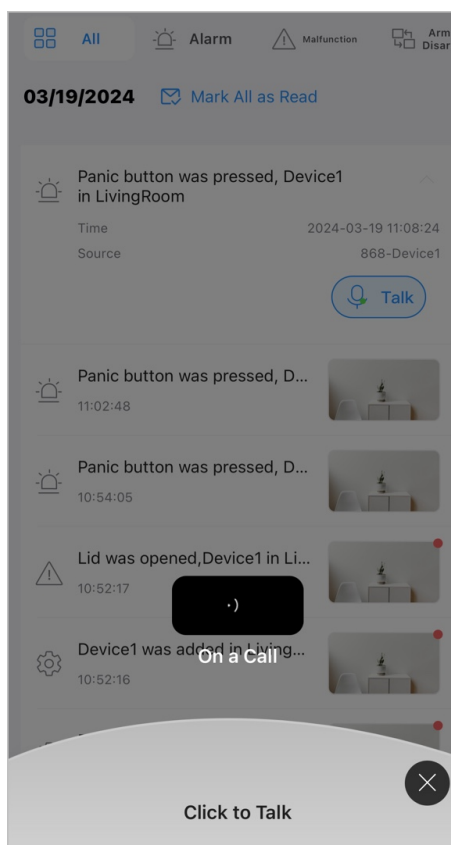 All
Alarm
Malfunction
Arm
Disar
03/19/2024
Mark All as Read
Panic button was pressed, Device1
in LivingRoom
Time 2024-03-19 11:08:24
Source 868-Device1
Talk
Panic button was pressed, D...
11:02:48
Panic button was pressed, D...
10:54:05
Lid was opened,Device1 in Li...
10:52:17
Device1 was added in Living...
On a Call
10:52:16
Click to Talk